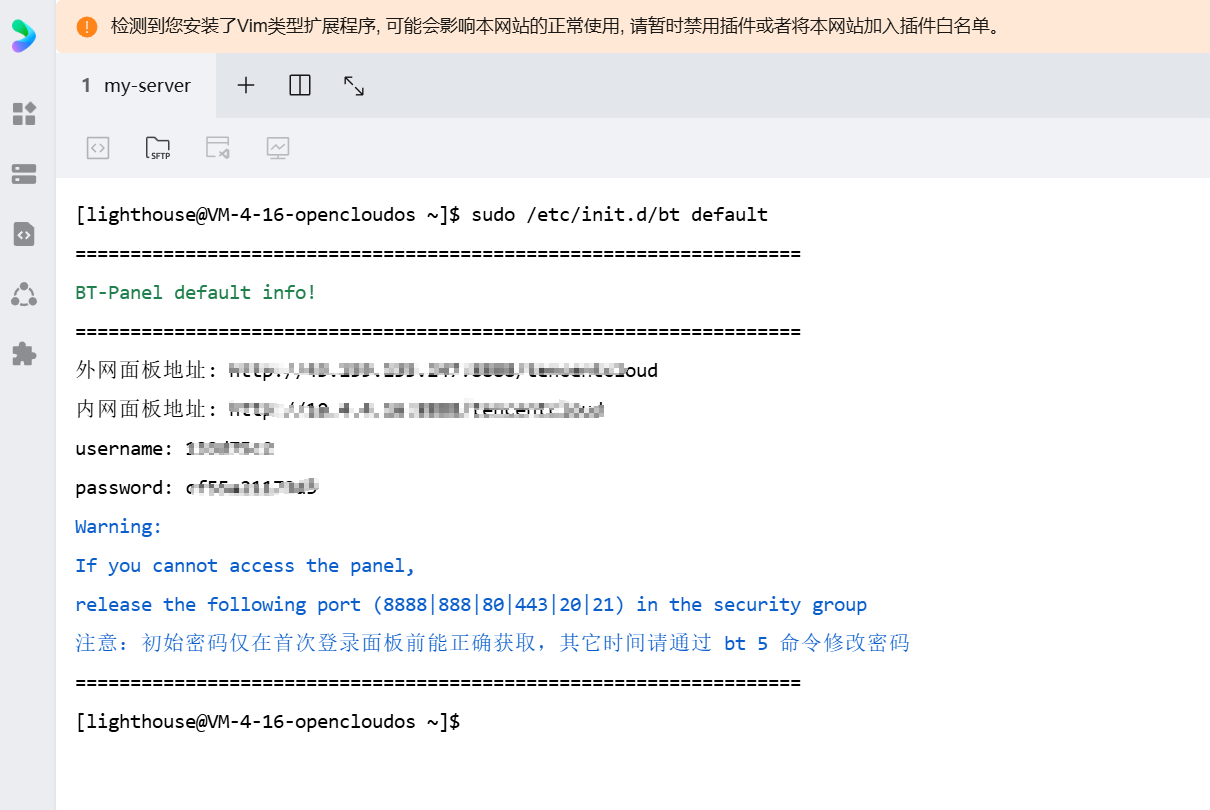 检测到您安装了Vim类型扩展程序, 可能会影响本网站的正常使用, 请暂时禁用插件或者将本网站加入插件白名单。
1 my-server
SFTP
[lighthouse@VM-4-16-opencloudos ~]$ sudo /etc/init.d/bt default
==================================================================
BT-Panel default info!
==================================================================
外网面板地址:
内网面板地址:
username:
password:
Warning:
If you cannot access the panel,
release the following port (8888|888|80|443|20|21) in the security group
注意：初始密码仅在首次登录面板前能正确获取，其它时间请通过 bt 5 命令修改密码
==================================================================
[lighthouse@VM-4-16-opencloudos ~]$